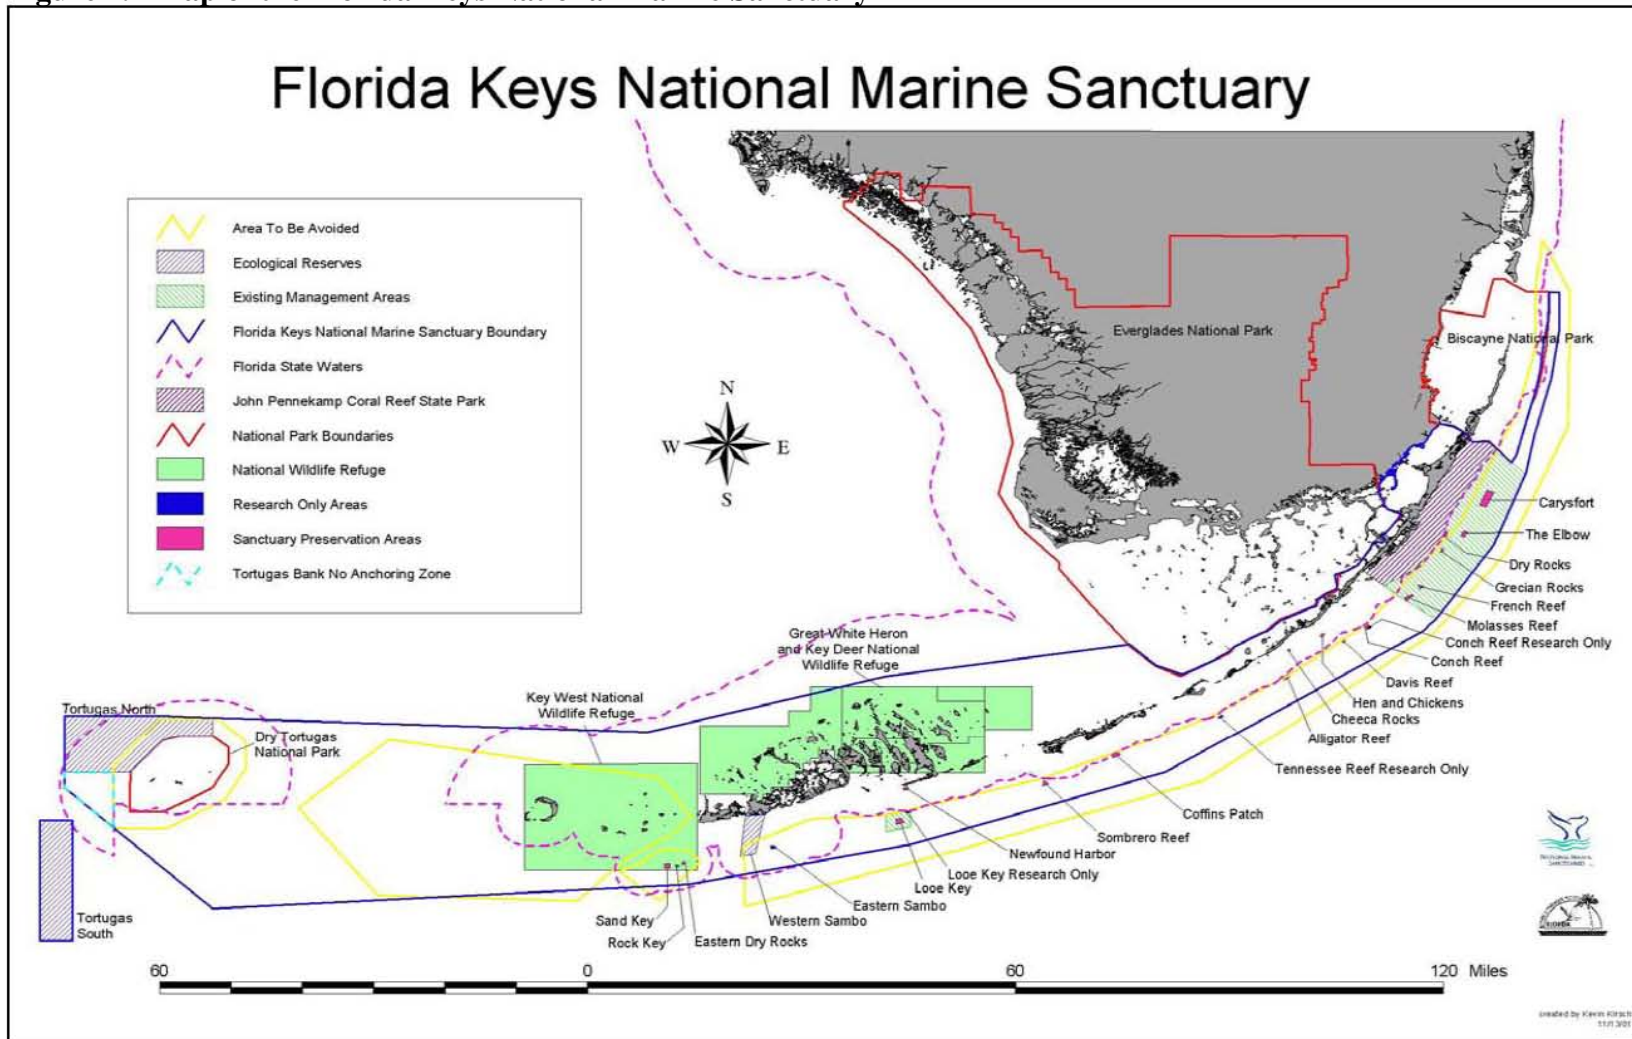 Florida Keys National Marine Sanctuary
Area To Be Avoided
Ecological Reserves
Existing Management Areas
Florida Keys National Marine Sanctuary Boundary
Florida State Waters
John Pennekamp Coral Reef State Park
National Park Boundaries
National Wildlife Refuge
Research Only Areas
Sanctuary Preservation Areas
Tortugas Bank No Anchoring Zone
N
W
E
S
Everglades National Park
Biscayne National Park
Carysfort
The Elbow
Dry Rocks
Grecian Rocks
French Reef
Molasses Reef
Conch Reef Research Only
Conch Reef
Davis Reef
Hen and Chickens
Cheeca Rocks
Alligator Reef
Tennessee Reef Research Only
Coffins Patch
Sombrero Reef
Newfound Harbor
Looe Key Research Only
Looe Key
Eastern Sambo
Western Sambo
Eastern Dry Rocks
Rock Key
Sand Key
Great White Heron
and Key Deer National
Wildlife Refuge
Key West National
Wildlife Refuge
Tortugas North
Dry Tortugas
National Park
Tortugas
South
60
0
60
120 Miles
created by Kevin Kirsch